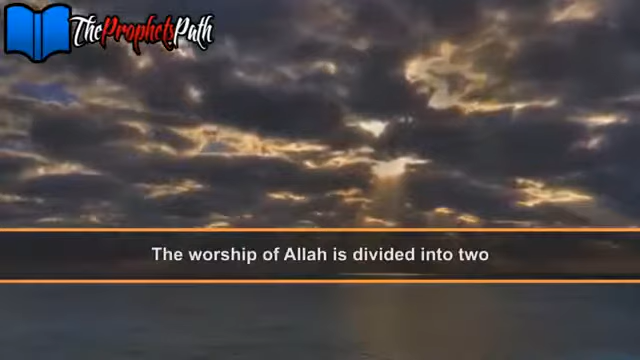 TheProphetsPath
The worship of Allah is divided into two